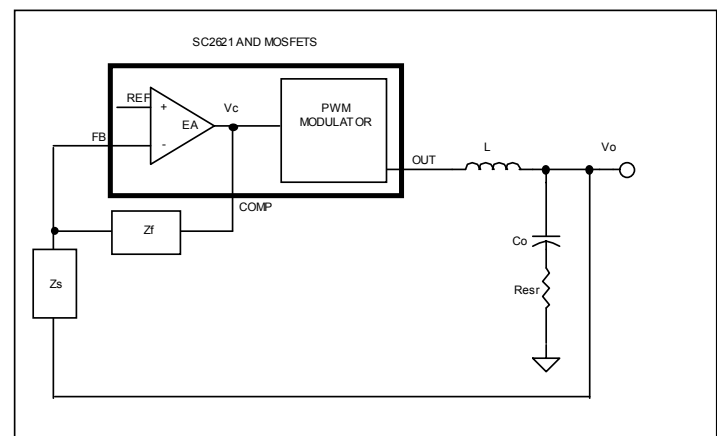 SC2621 AND MOSFETS
REF
+
EA
-
Vc
PWM
MODULATOR
FB
OUT
L
Vo
COMP
Zf
Co
Zs
Resr